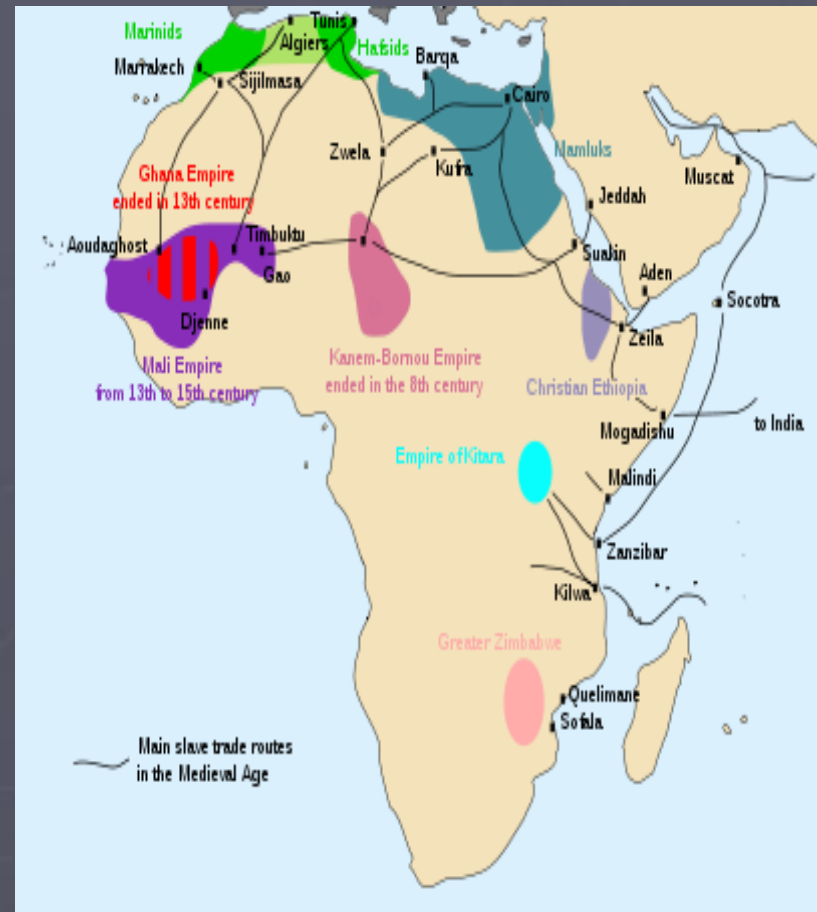 Marinids
Tunis
Algiers
Hafsids
Barqa
Marrakech
Sijilmasa
Cairo
Zwela
Kufra
Mamluks
Muscat
Ghana Empire
ended in 13th century
Jeddah
Aoudaghost
Timbuktu
Gao
Suakin
Aden
Djenne
Socotra
Zeila
Mali Empire
from 13th to 15th century
Kanem-Bornou Empire
ended in the 8th century
Christian Ethiopia
Mogadishu
to India
Empire of Kitara
Malindi
Zanzibar
Kilwa
Greater Zimbabwe
Quelimane
Sofala
Main slave trade routes
in the Medieval Age